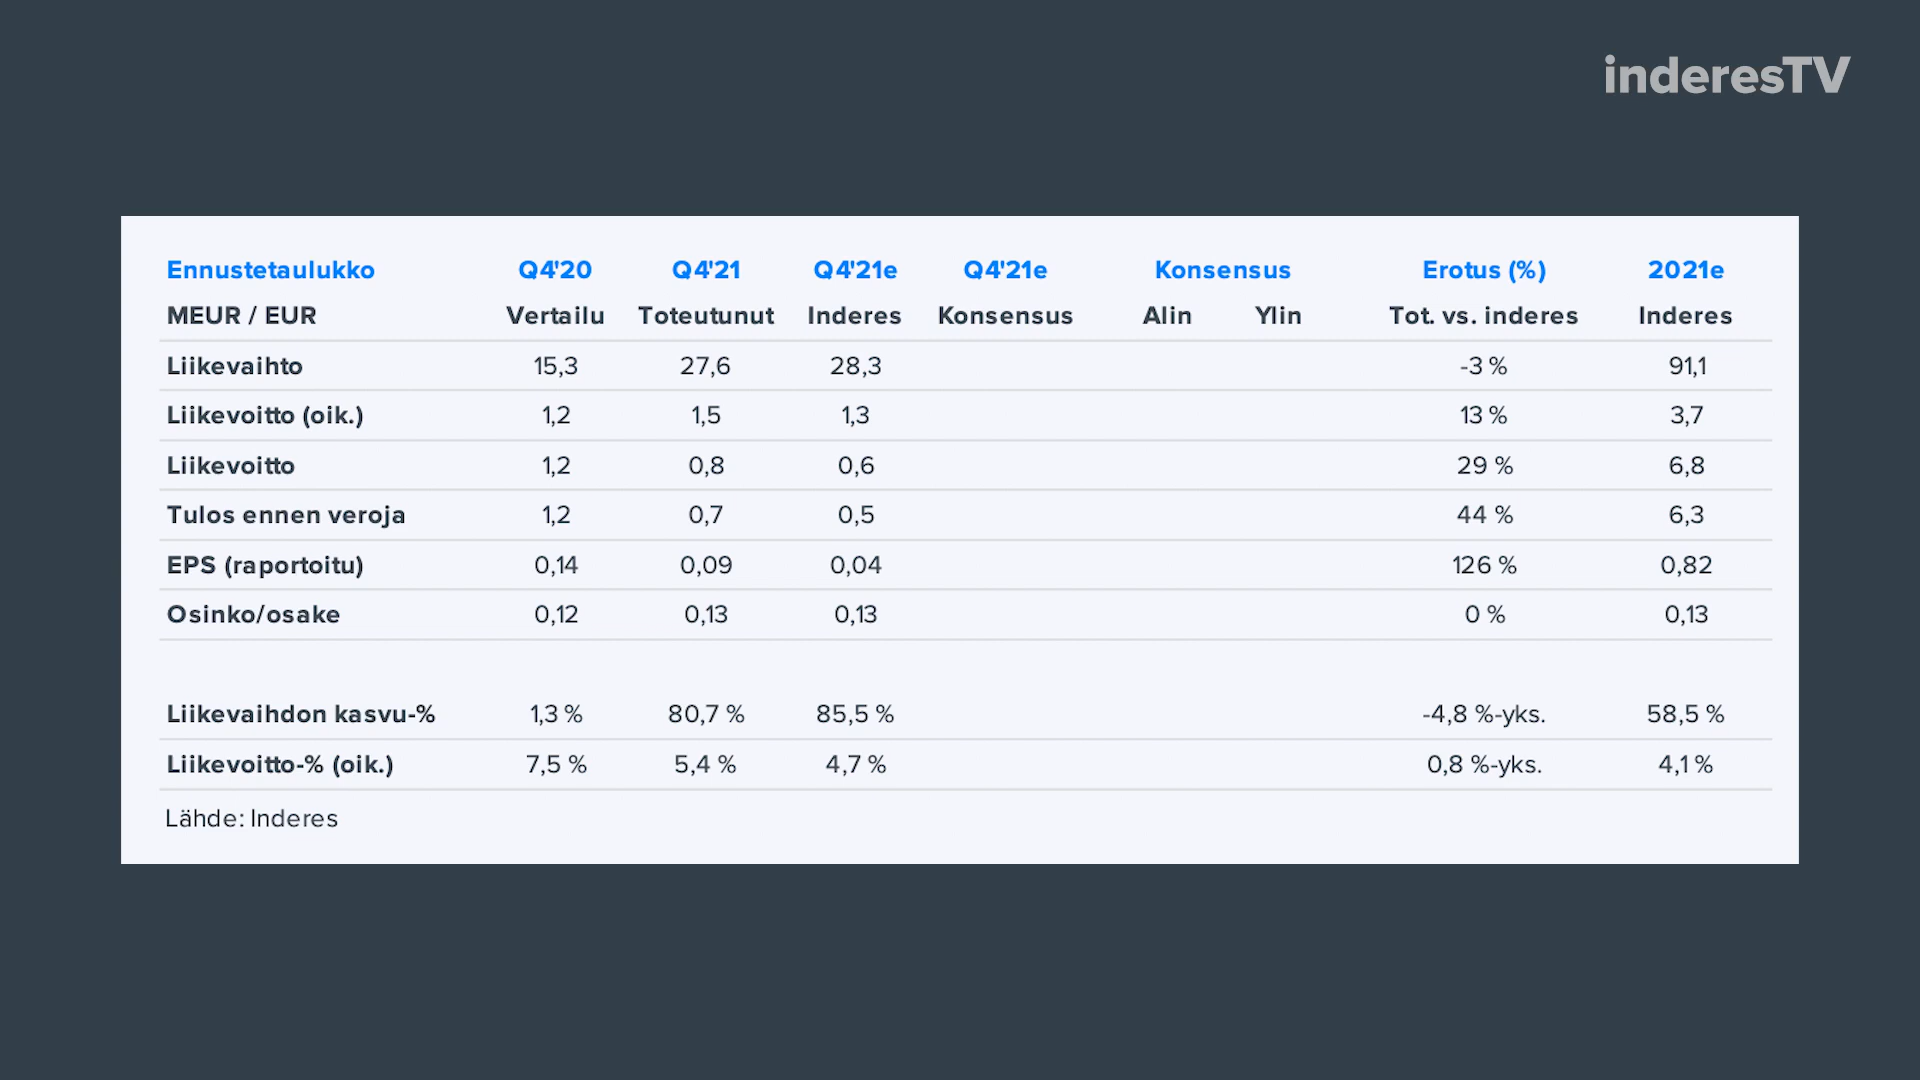 inderesTV
Ennustetaulukko Q4'20 Q4'21 Q4'21e Q4'21e Konsensus Erotus (%) 2021e
MEUR / EUR Vertailu Toteutunut Inderes Konsensus Alin Ylin Tot. vs. inderes Inderes
Liikevaihto 15,3 27,6 28,3 -3 % 91,1
Liikevoitto (oik.) 1,2 1,5 1,3 13 % 3,7
Liikevoitto 1,2 0,8 0,6 29 % 6,8
Tulos ennen veroja 1,2 0,7 0,5 44 % 6,3
EPS (raportoitu) 0,14 0,09 0,04 126 % 0,82
Osinko/osake 0,12 0,13 0,13 0 % 0,13
Liikevaihdon kasvu-% 1,3 % 80,7 % 85,5 % -4,8 %-yks. 58,5 %
Liikevoitto-% (oik.) 7,5 % 5,4 % 4,7 % 0,8 %-yks. 4,1 %
Lähde: Inderes